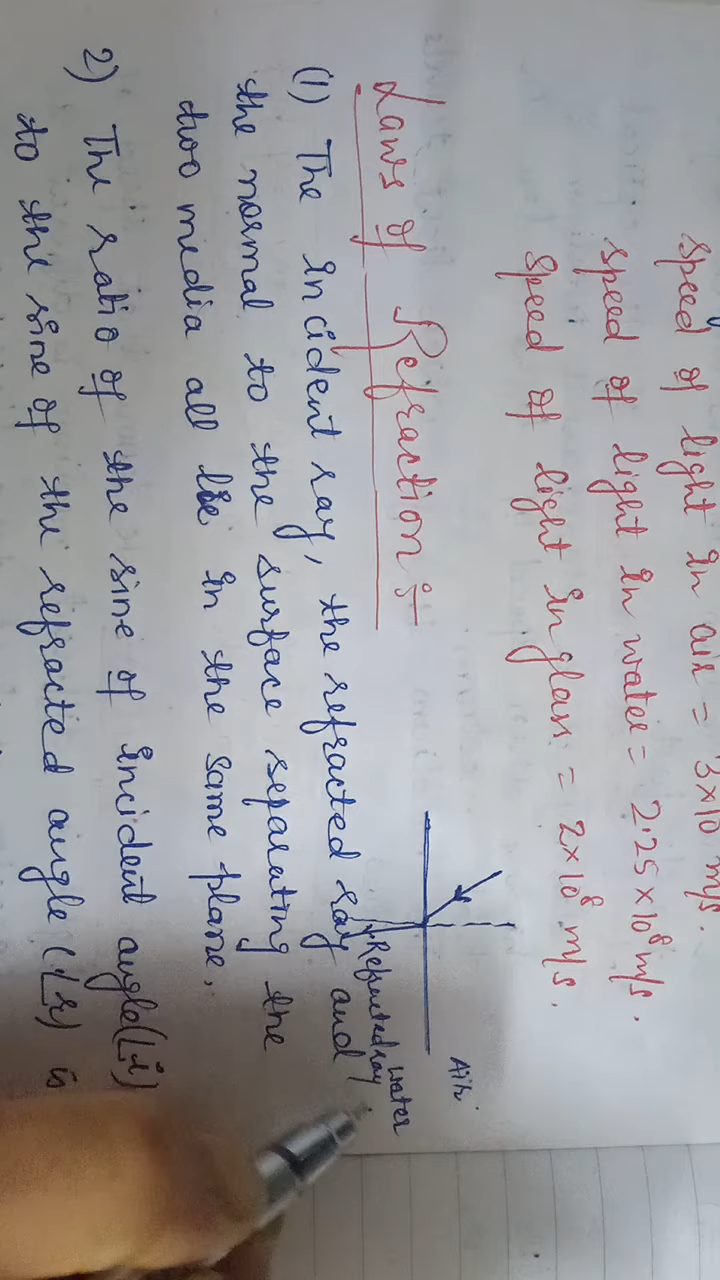 speed of light in air = 3×10 m/s.
speed of light in water = 2.25×10⁸ m/s.
speed of light in glass = 2×10⁸ m/s.
Laws of Refraction :-
Air
water
Refracted ray
(1) The incident ray, the refracted ray and
the normal to the surface separating the
two media all lie in the same plane.
2) The ratio of the sine of incident angle (∠i)
to the sine of the refracted angle (∠r) is